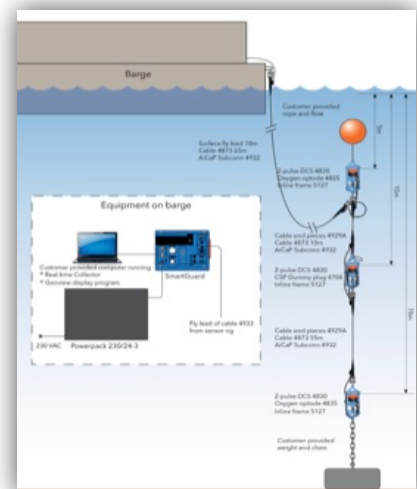 Barge
Customer provided
rope and float
5m
Surface fly lead 10m
Cable 4873 65m
AiCaP Subconn 4932
15m
Z-pulse DCS 4830
Oxygen optode 4835
Inline frame 5127
70m
Equipment on barge
Cable end pieces 4929A
Cable 4873 10m
AiCaP Subconn 4932
Customer provided computer running
* Real-time Collector
* Geoview display program
SmartGuard
Z-pulse DCS 4830
CSP Dummy plug 4704
Inline frame 5127
Fly lead of cable 4933
from sensor rig
230 VAC
Powerpack 230/24-3
Cable end pieces 4929A
Cable 4873 55m
AiCaP Subconn 4932
Z-pulse DCS 4830
Oxygen optode 4835
Inline frame 5127
Customer provided
weight and chain